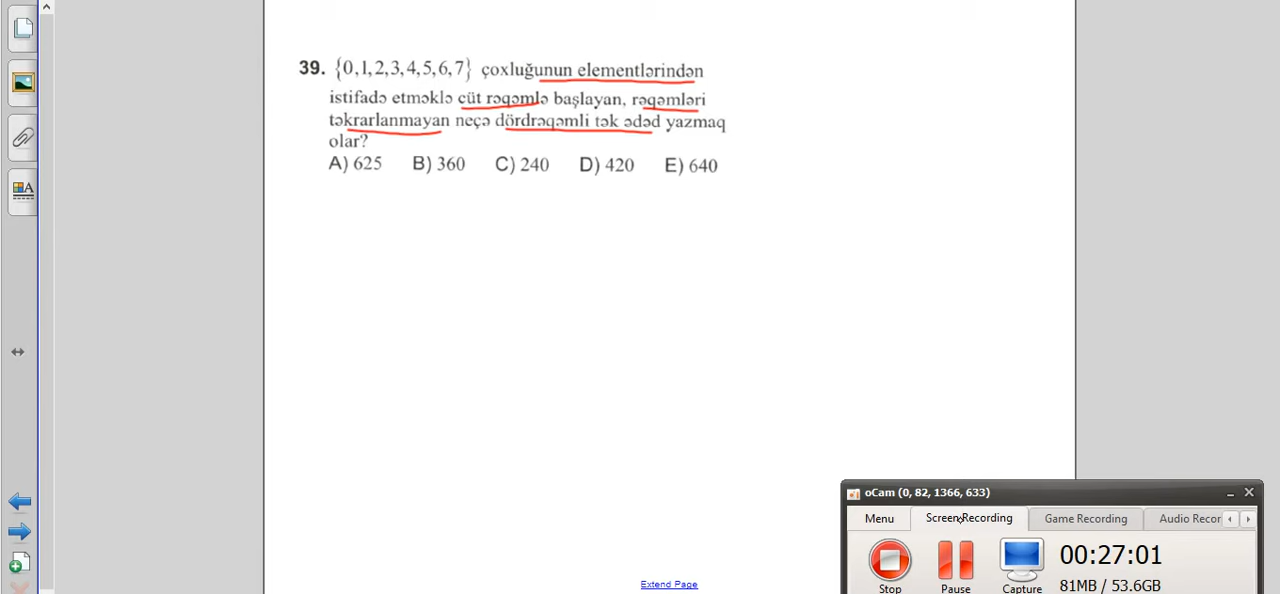 39. {0,1,2,3,4,5,6,7} çoxluğunun elementlərindən
istifadə etməklə cüt rəqəmlə başlayan, rəqəmləri
təkrarlanmayan neçə dördrəqəmli tək ədəd yazmaq
olar?
A) 625 B) 360 C) 240 D) 420 E) 640
oCam (0, 82, 1366, 633)
Menu Screen Recording Game Recording Audio Recor
00:27:01
81MB / 53.6GB
Stop Pause Capture
Extend Page